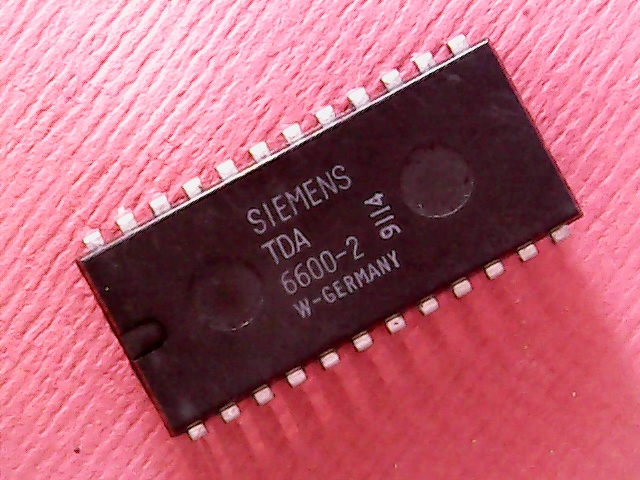 SIEMENS
TDA
6600-2
W-GERMANY
9114